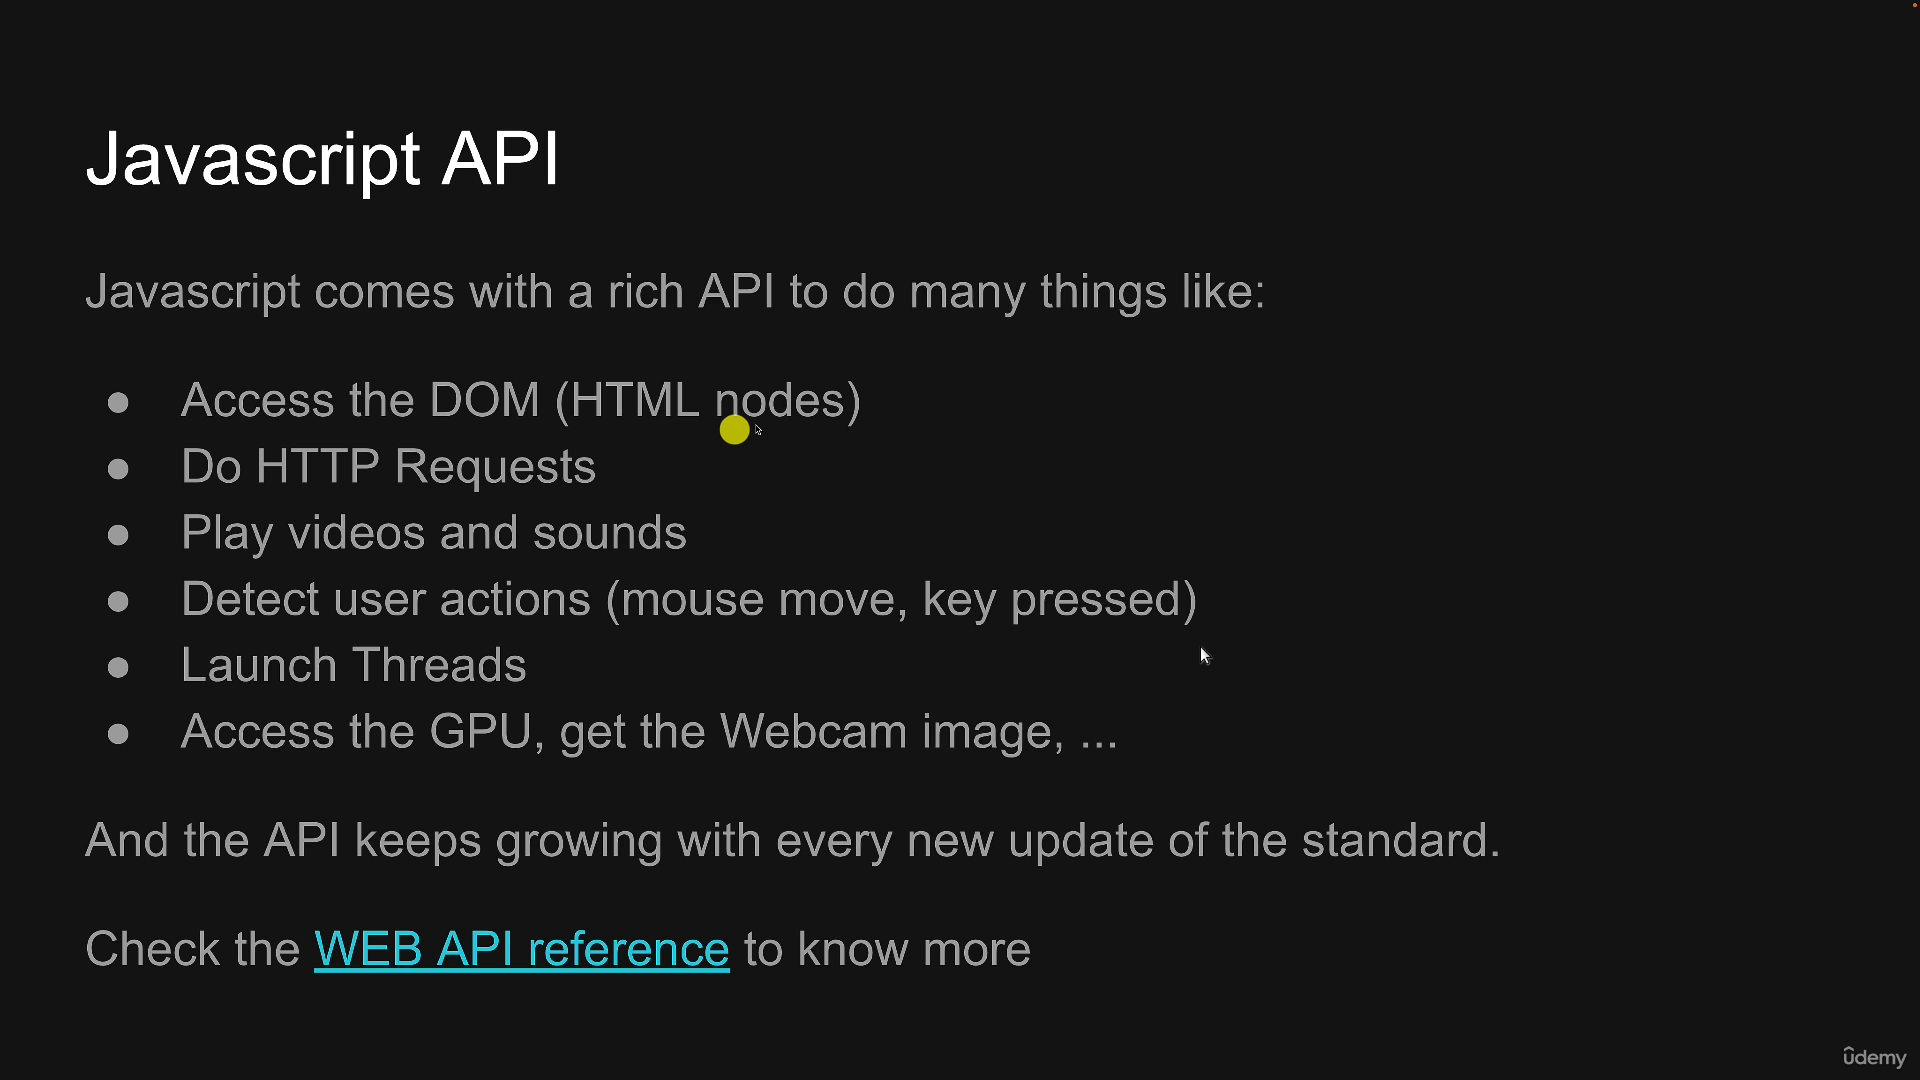 Javascript API
Javascript comes with a rich API to do many things like:
● Access the DOM (HTML nodes)
● Do HTTP Requests
● Play videos and sounds
● Detect user actions (mouse move, key pressed)
● Launch Threads
● Access the GPU, get the Webcam image, ...
And the API keeps growing with every new update of the standard.
Check the WEB API reference to know more
ûdemy